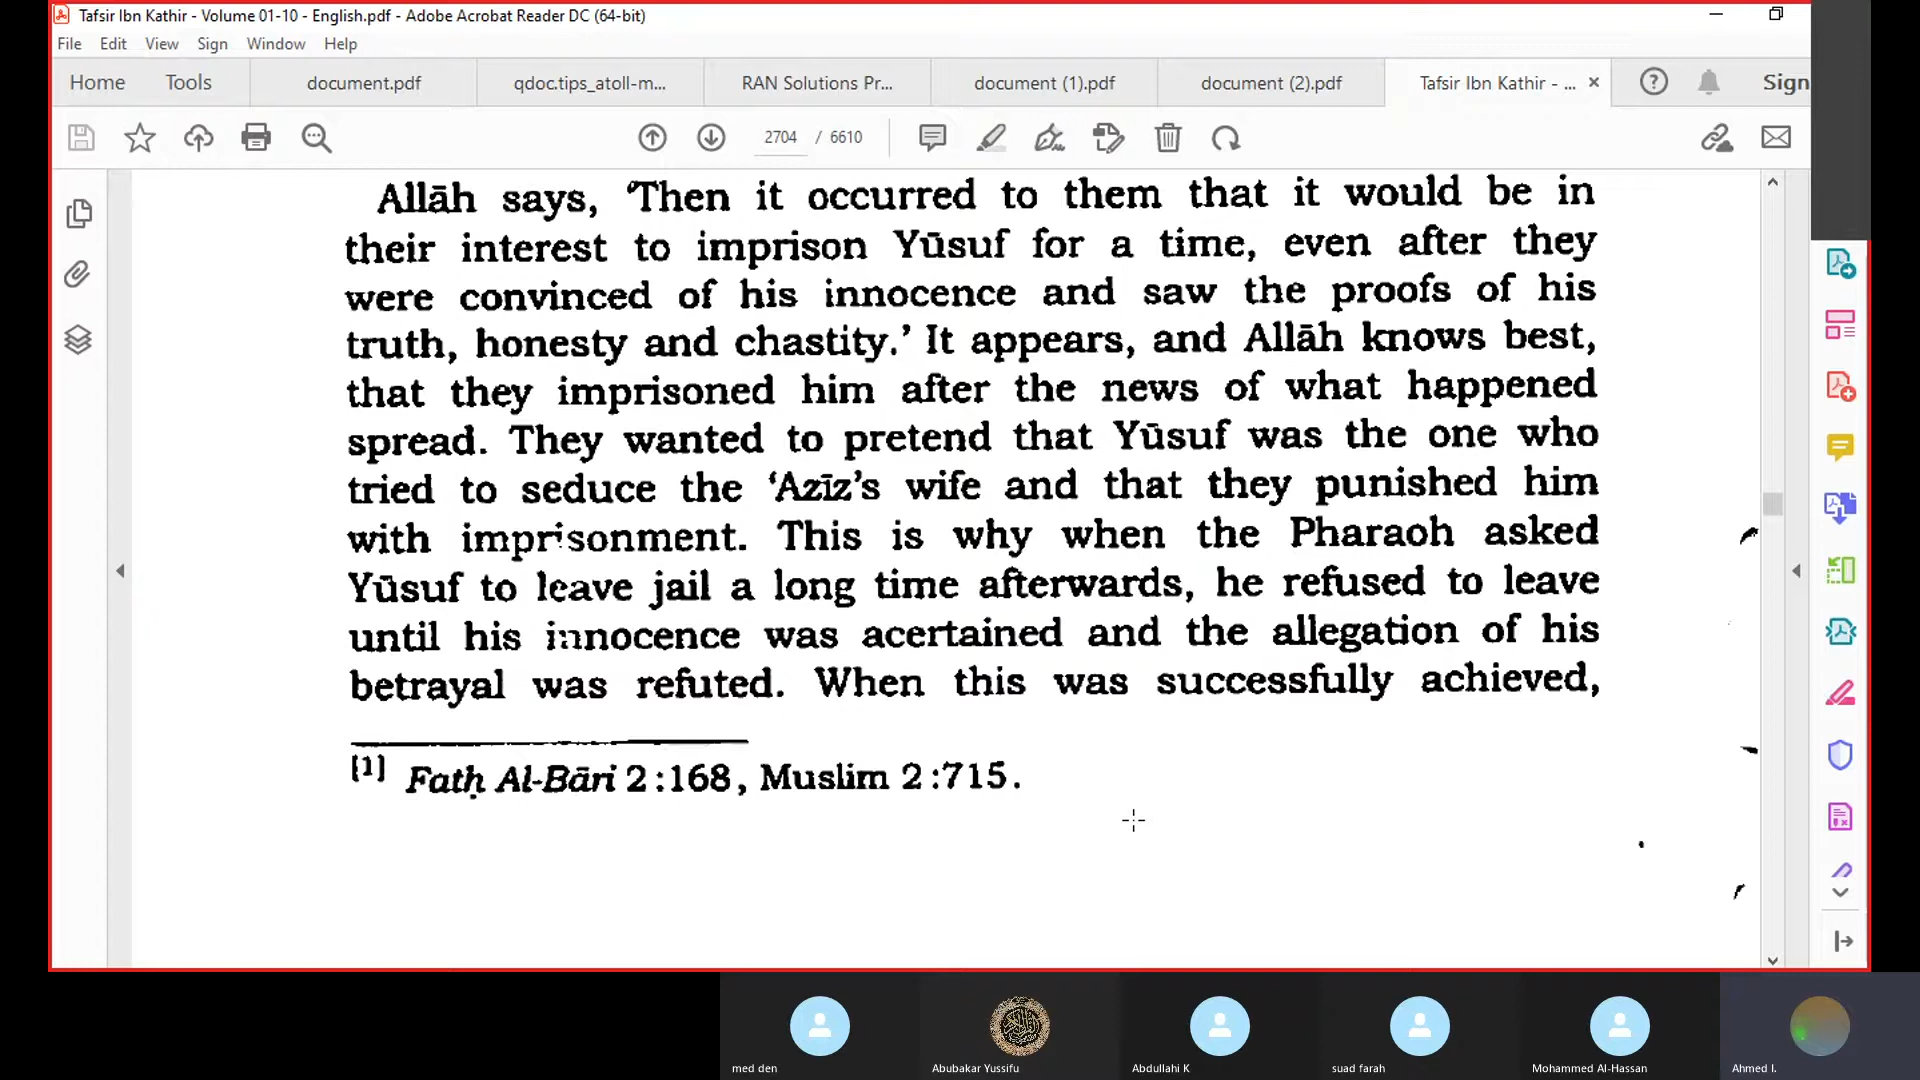 Tafsir Ibn Kathir - Volume 01-10 - English.pdf - Adobe Acrobat Reader DC (64-bit)
File Edit View Sign Window Help
Home Tools document.pdf qdoc.tips_atoll-m... RAN Solutions Pr... document (1).pdf document (2).pdf Tafsir Ibn Kathir - ... Sign
2704 / 6610
Allāh says, ‘Then it occurred to them that it would be in
their interest to imprison Yūsuf for a time, even after they
were convinced of his innocence and saw the proofs of his
truth, honesty and chastity.’ It appears, and Allāh knows best,
that they imprisoned him after the news of what happened
spread. They wanted to pretend that Yūsuf was the one who
tried to seduce the ‘Azīz’s wife and that they punished him
with imprisonment. This is why when the Pharaoh asked
Yūsuf to leave jail a long time afterwards, he refused to leave
until his innocence was acertained and the allegation of his
betrayal was refuted. When this was successfully achieved,
[1] Fatḥ Al-Bāri 2:168, Muslim 2:715.
med den Abubakar Yussifu Abdullahi K suad farah Mohammed Al-Hassan Ahmed I.